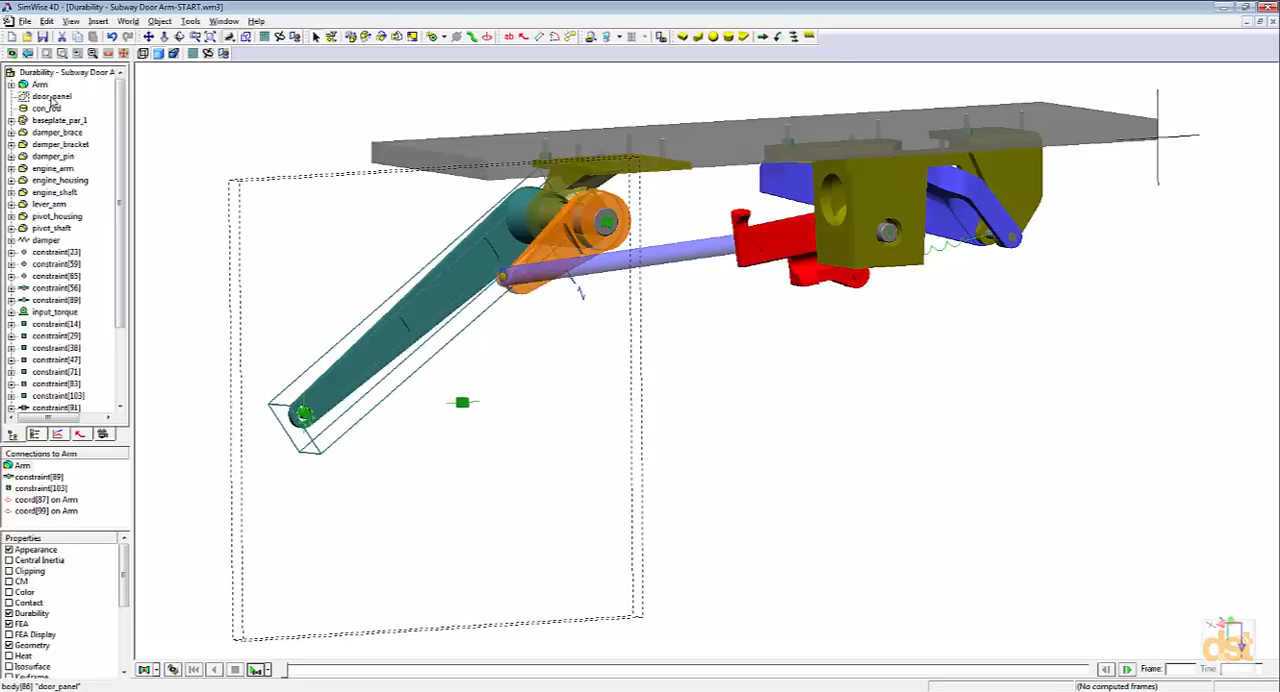 SimWise 4D - [Durability - Subway Door Arm-START.wm3]
File Edit View Insert World Object Tools Window Help
Durability - Subway Door A
Arm
door_panel
con_rod
baseplate_par_1
damper_brace
damper_bracket
damper_pin
engine_arm
engine_housing
engine_shaft
lever_arm
pivot_housing
pivot_shaft
damper
constraint[23]
constraint[59]
constraint[65]
constraint[56]
constraint[89]
input_torque
constraint[14]
constraint[29]
constraint[38]
constraint[47]
constraint[71]
constraint[83]
constraint[103]
constraint[91]
Connections to Arm
Arm
constraint[89]
constraint[103]
coord[87] on Arm
coord[99] on Arm
Properties
Appearance
Central Inertia
Clipping
CM
Color
Contact
Durability
FEA
FEA Display
Geometry
Heat
Isosurface
dst
Frame: Time:
body[86] "door_panel"
(No computed frames)